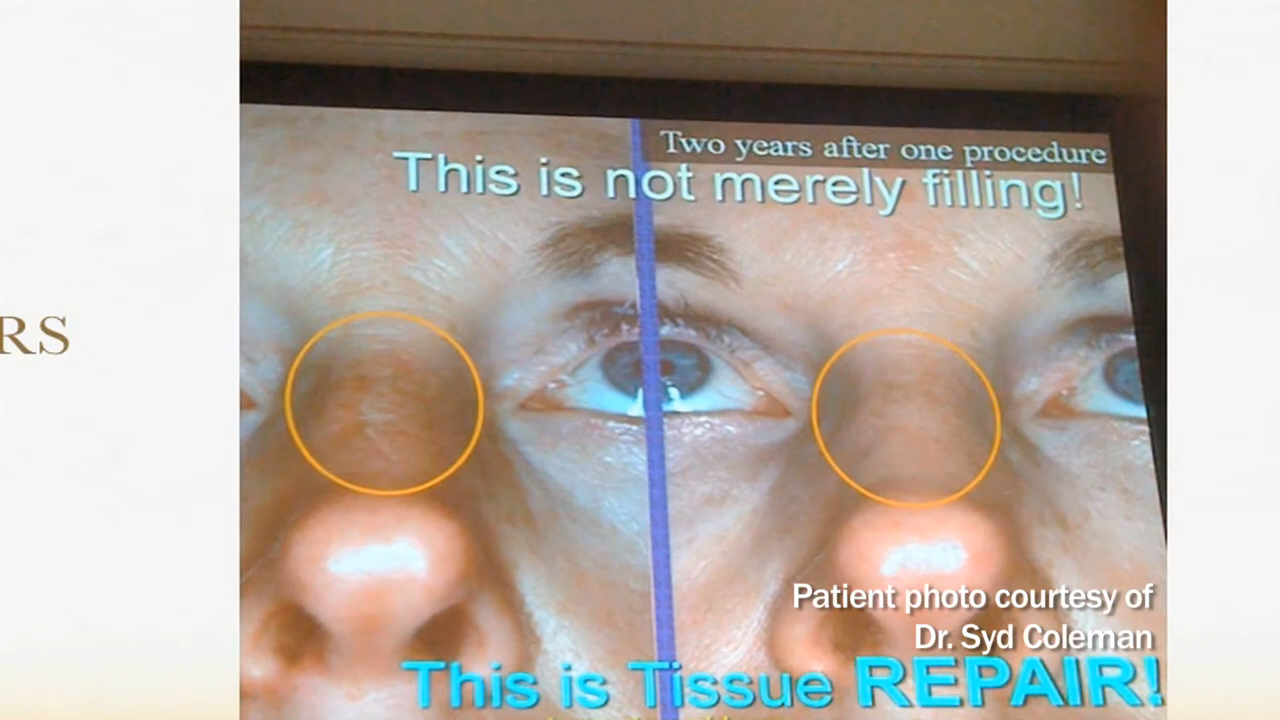 Two years after one procedure
This is not merely filling!
RS
Patient photo courtesy of
Dr. Syd Coleman
This is Tissue REPAIR!